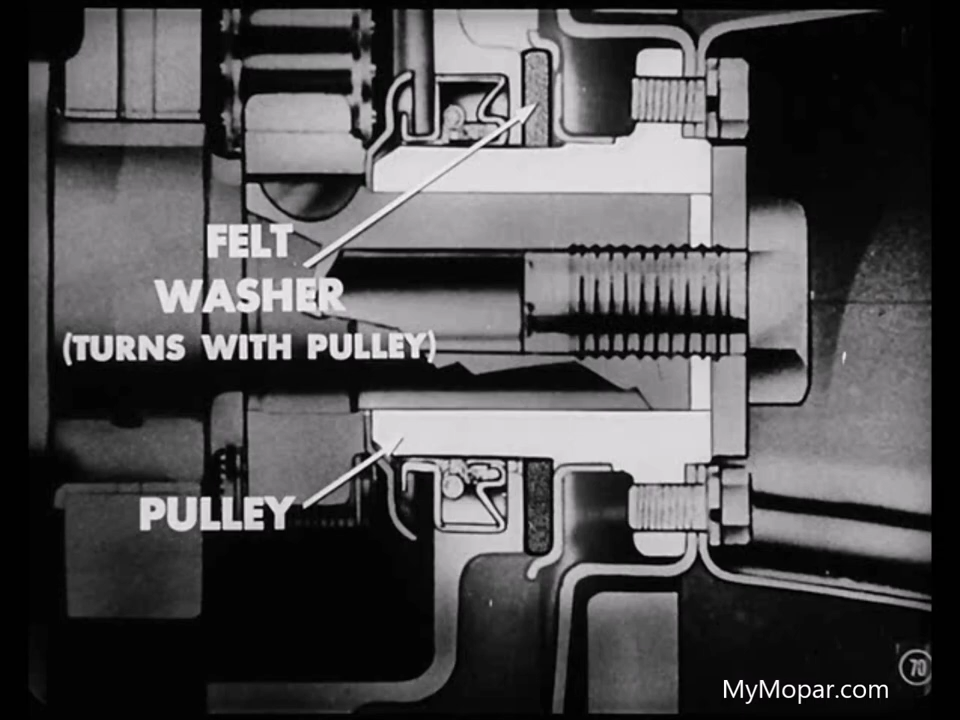 FELT
WASHER
(TURNS WITH PULLEY)
PULLEY
70
MyMopar.com